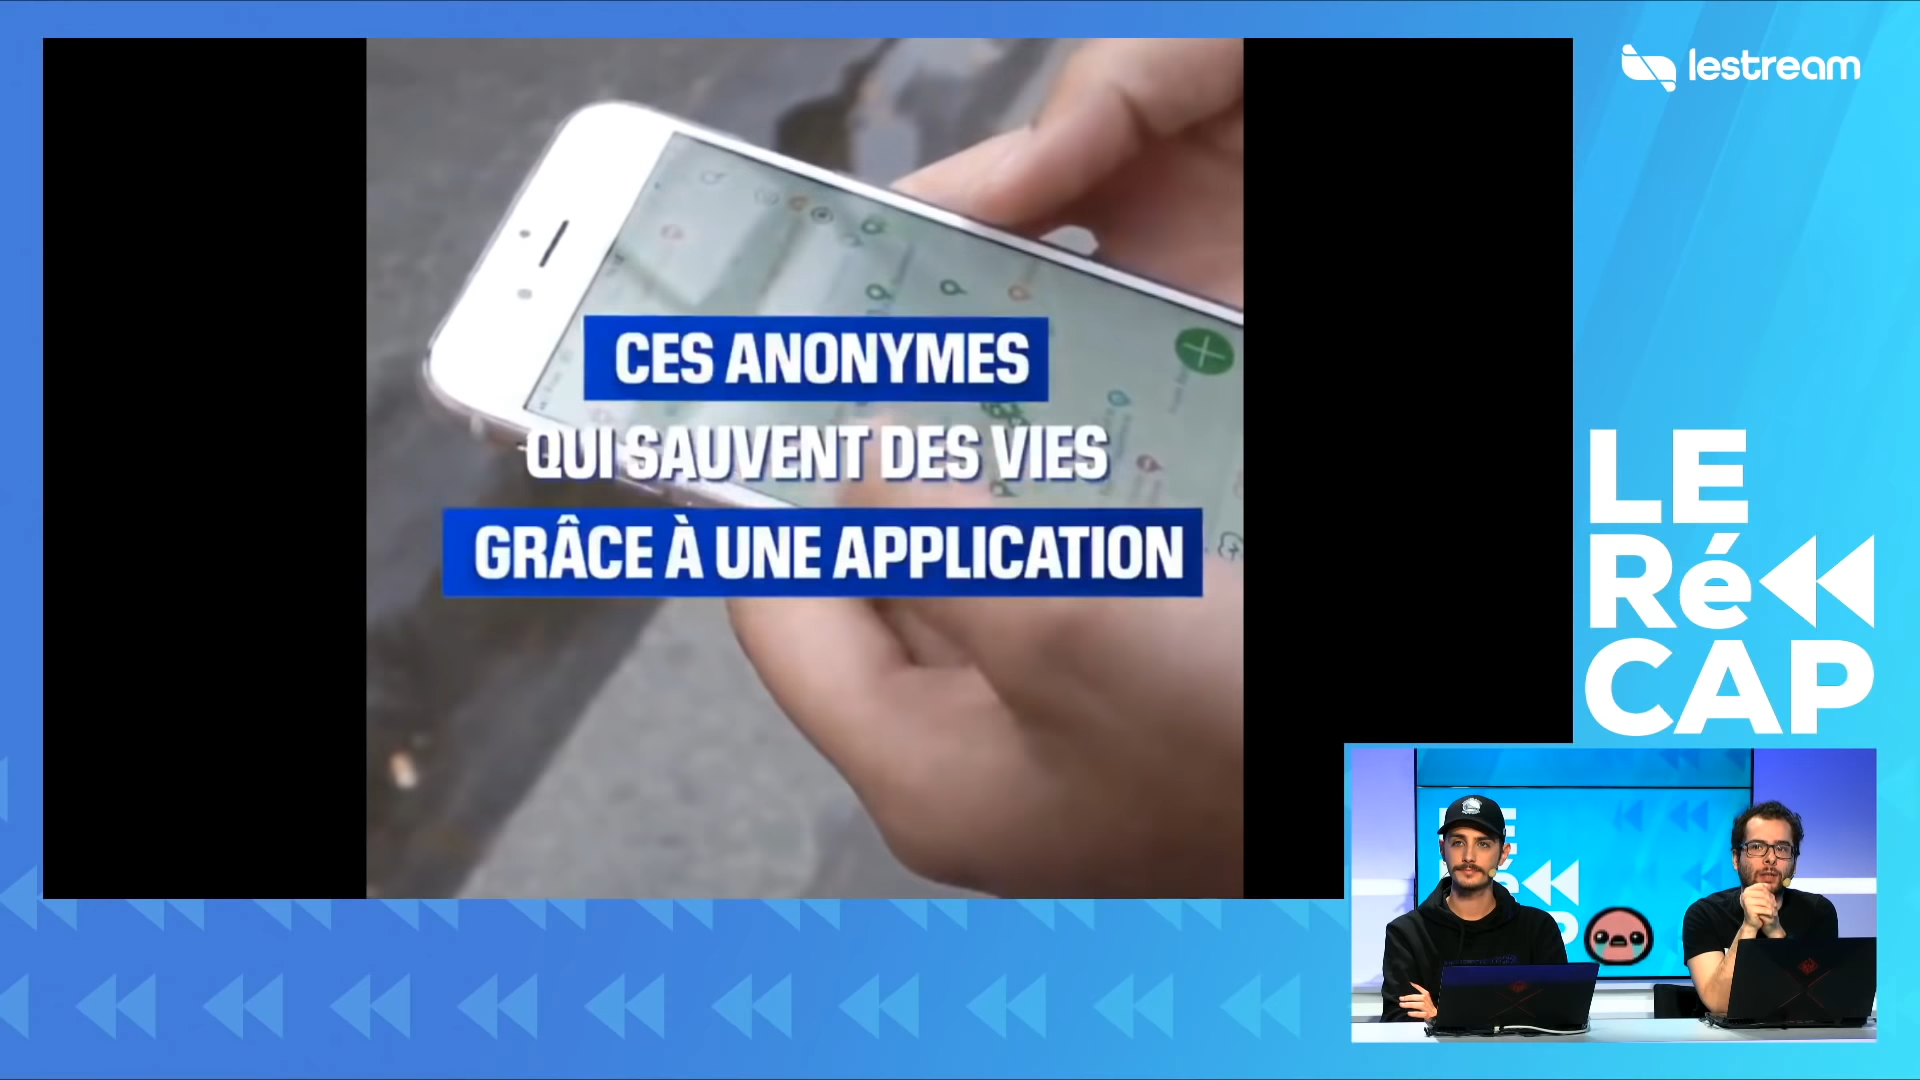 lestream
CES ANONYMES
QUI SAUVENT DES VIES
GRÂCE À UNE APPLICATION
LE
Ré
CAP